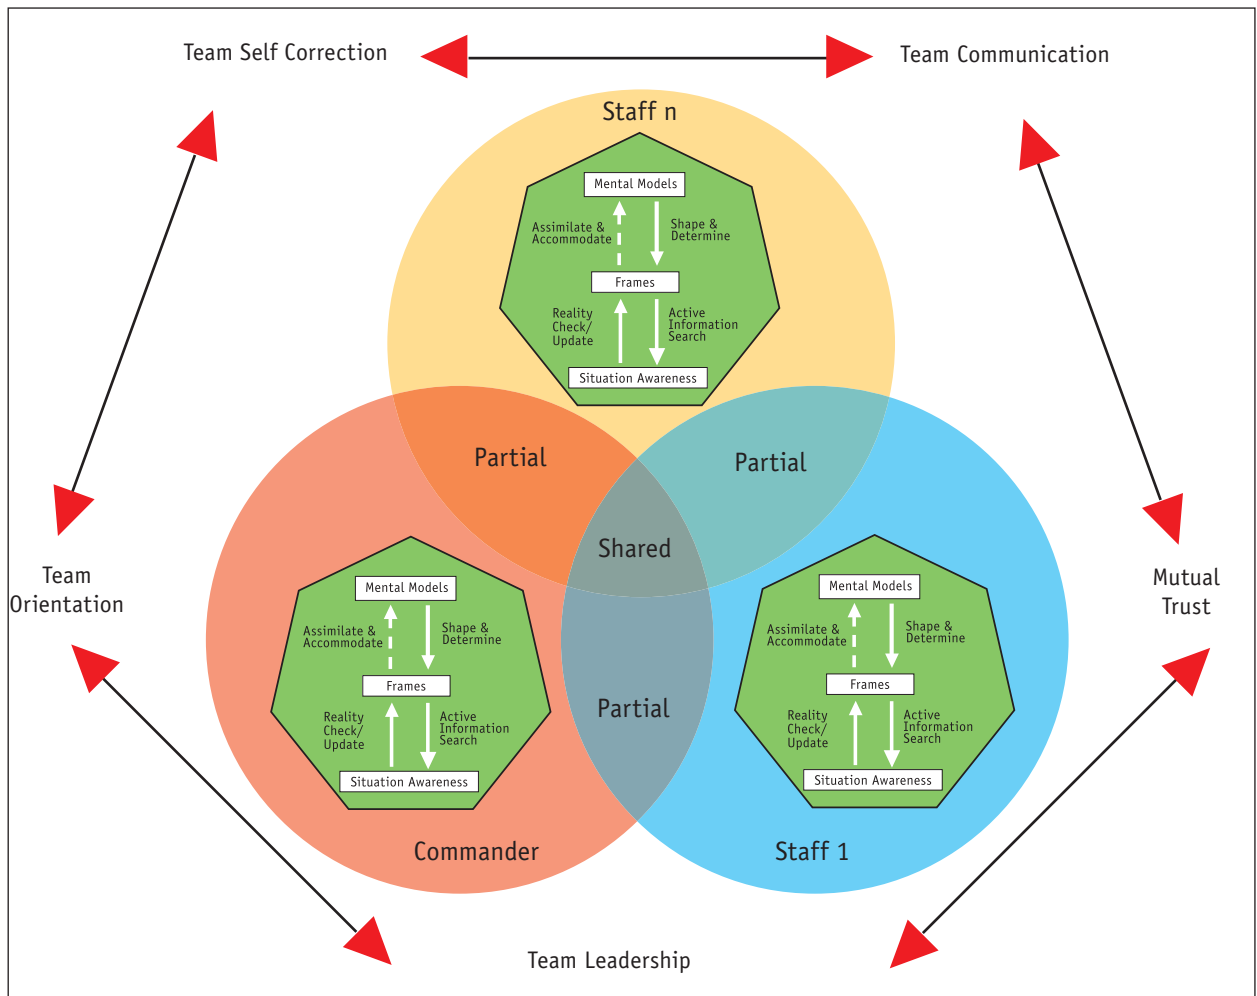 Team Self Correction
Team Communication
Staff n
Mental Models
Assimilate &
Accommodate
Shape &
Determine
Frames
Reality
Check/
Update
Active
Information
Search
Situation Awareness
Partial
Partial
Shared
Team
Orientation
Mutual
Trust
Mental Models
Assimilate &
Accommodate
Shape &
Determine
Frames
Reality
Check/
Update
Active
Information
Search
Situation Awareness
Commander
Partial
Mental Models
Assimilate &
Accommodate
Shape &
Determine
Frames
Reality
Check/
Update
Active
Information
Search
Situation Awareness
Staff 1
Team Leadership